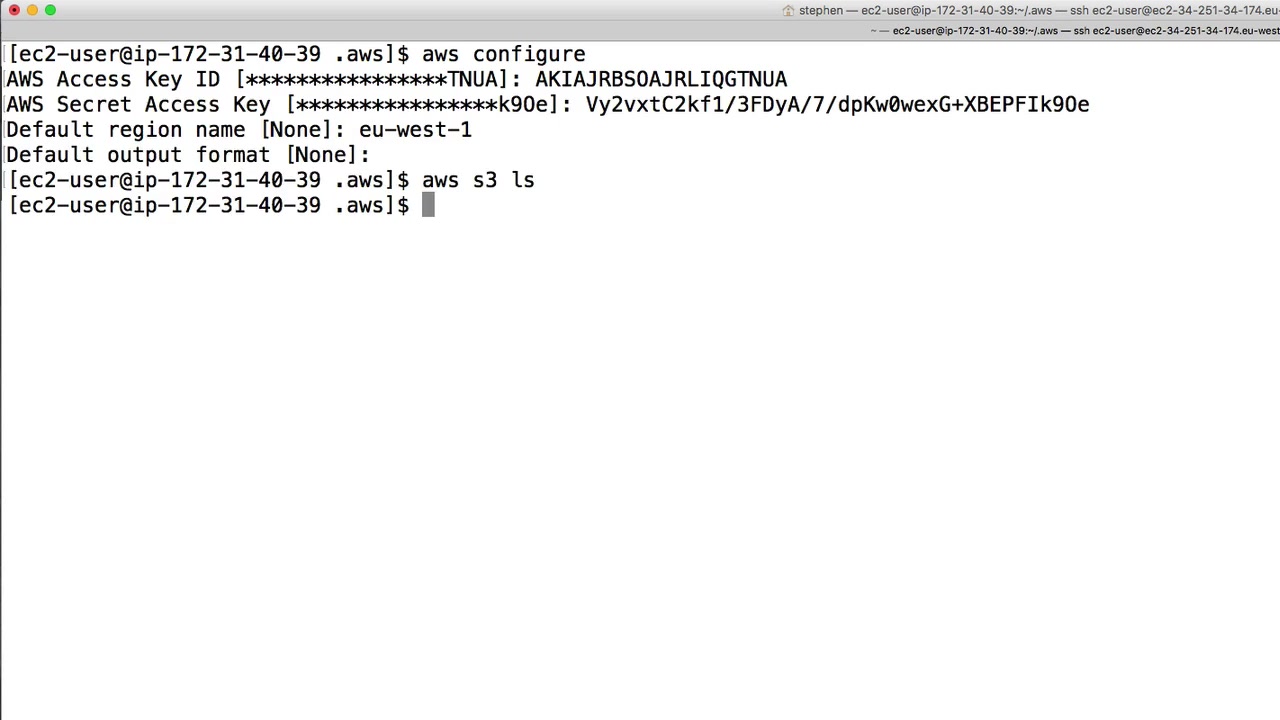 stephen — ec2-user@ip-172-31-40-39:~/.aws — ssh ec2-user@ec2-34-251-34-174.eu-
~ — ec2-user@ip-172-31-40-39:~/.aws — ssh ec2-user@ec2-34-251-34-174.eu-west
[ec2-user@ip-172-31-40-39 .aws]$ aws configure
AWS Access Key ID [****************TNUA]: AKIAJRBSOAJRLIQGTNUA
AWS Secret Access Key [****************k9Oe]: 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
Default region name [None]: eu-west-1
Default output format [None]:
[ec2-user@ip-172-31-40-39 .aws]$ aws s3 ls
[ec2-user@ip-172-31-40-39 .aws]$